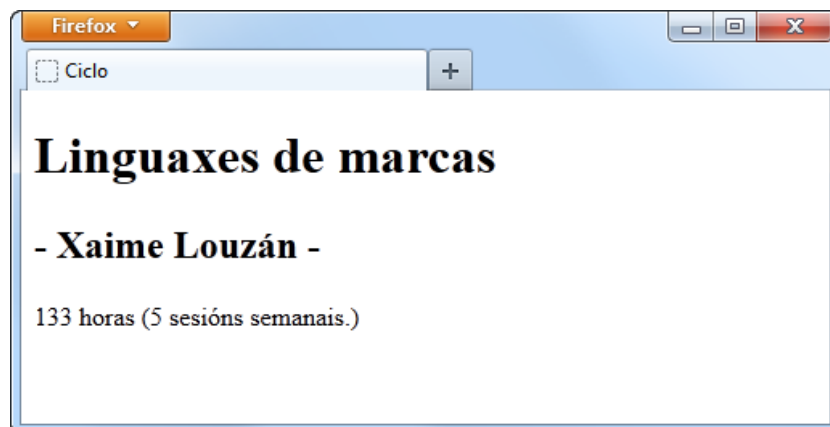 Firefox
Ciclo
Linguaxes de marcas
- Xaime Louzán -
133 horas (5 sesións semanais.)